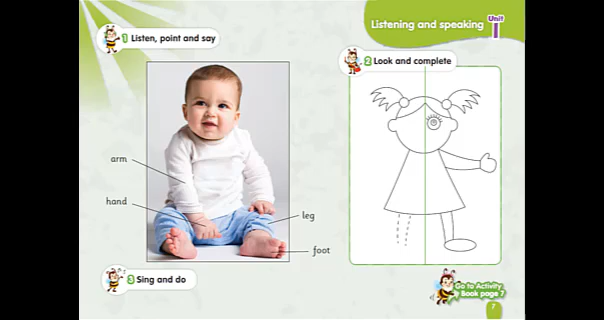 Listening and speaking
Unit
1
1 Listen, point and say
arm
hand
leg
foot
2 Look and complete
3 Sing and do
Go to Activity
Book page 7
7